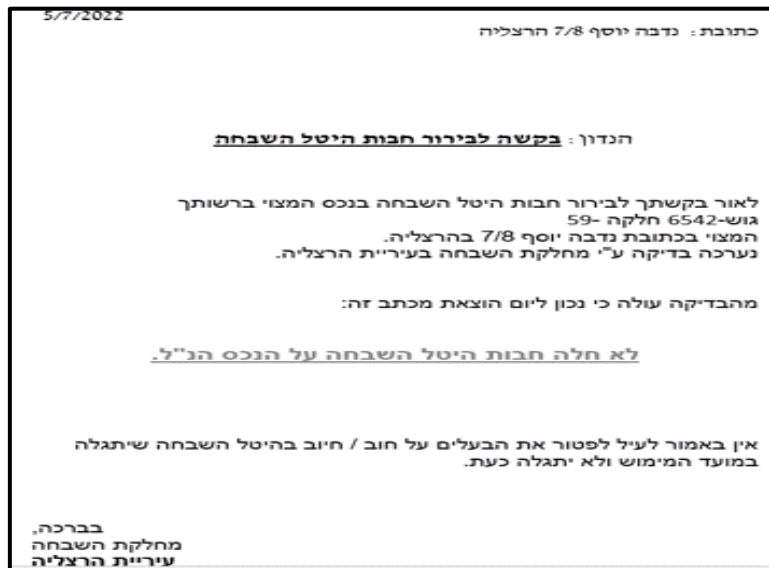 5/7/2022
כתובת: נדבה יוסף 7/8 הרצליה
הנדון: בקשה לבירור חבות היטל השבחה
לאור בקשתך לבירור חבות היטל השבחה בנכס המצוי ברשותך
גוש-6542 חלקה -59
המצוי בכתובת נדבה יוסף 7/8 בהרצליה.
נערכה בדיקה ע"י מחלקת השבחה בעיריית הרצליה.
מהבדיקה עולה כי נכון ליום הוצאת מכתב זה:
לא חלה חבות היטל השבחה על הנכס הנ"ל.
אין באמור לעיל לפטור את הבעלים על חוב / חיוב בהיטל השבחה שיתגלה
במועד המימוש ולא יתגלה כעת.
בברכה,
מחלקת השבחה
עיריית הרצליה